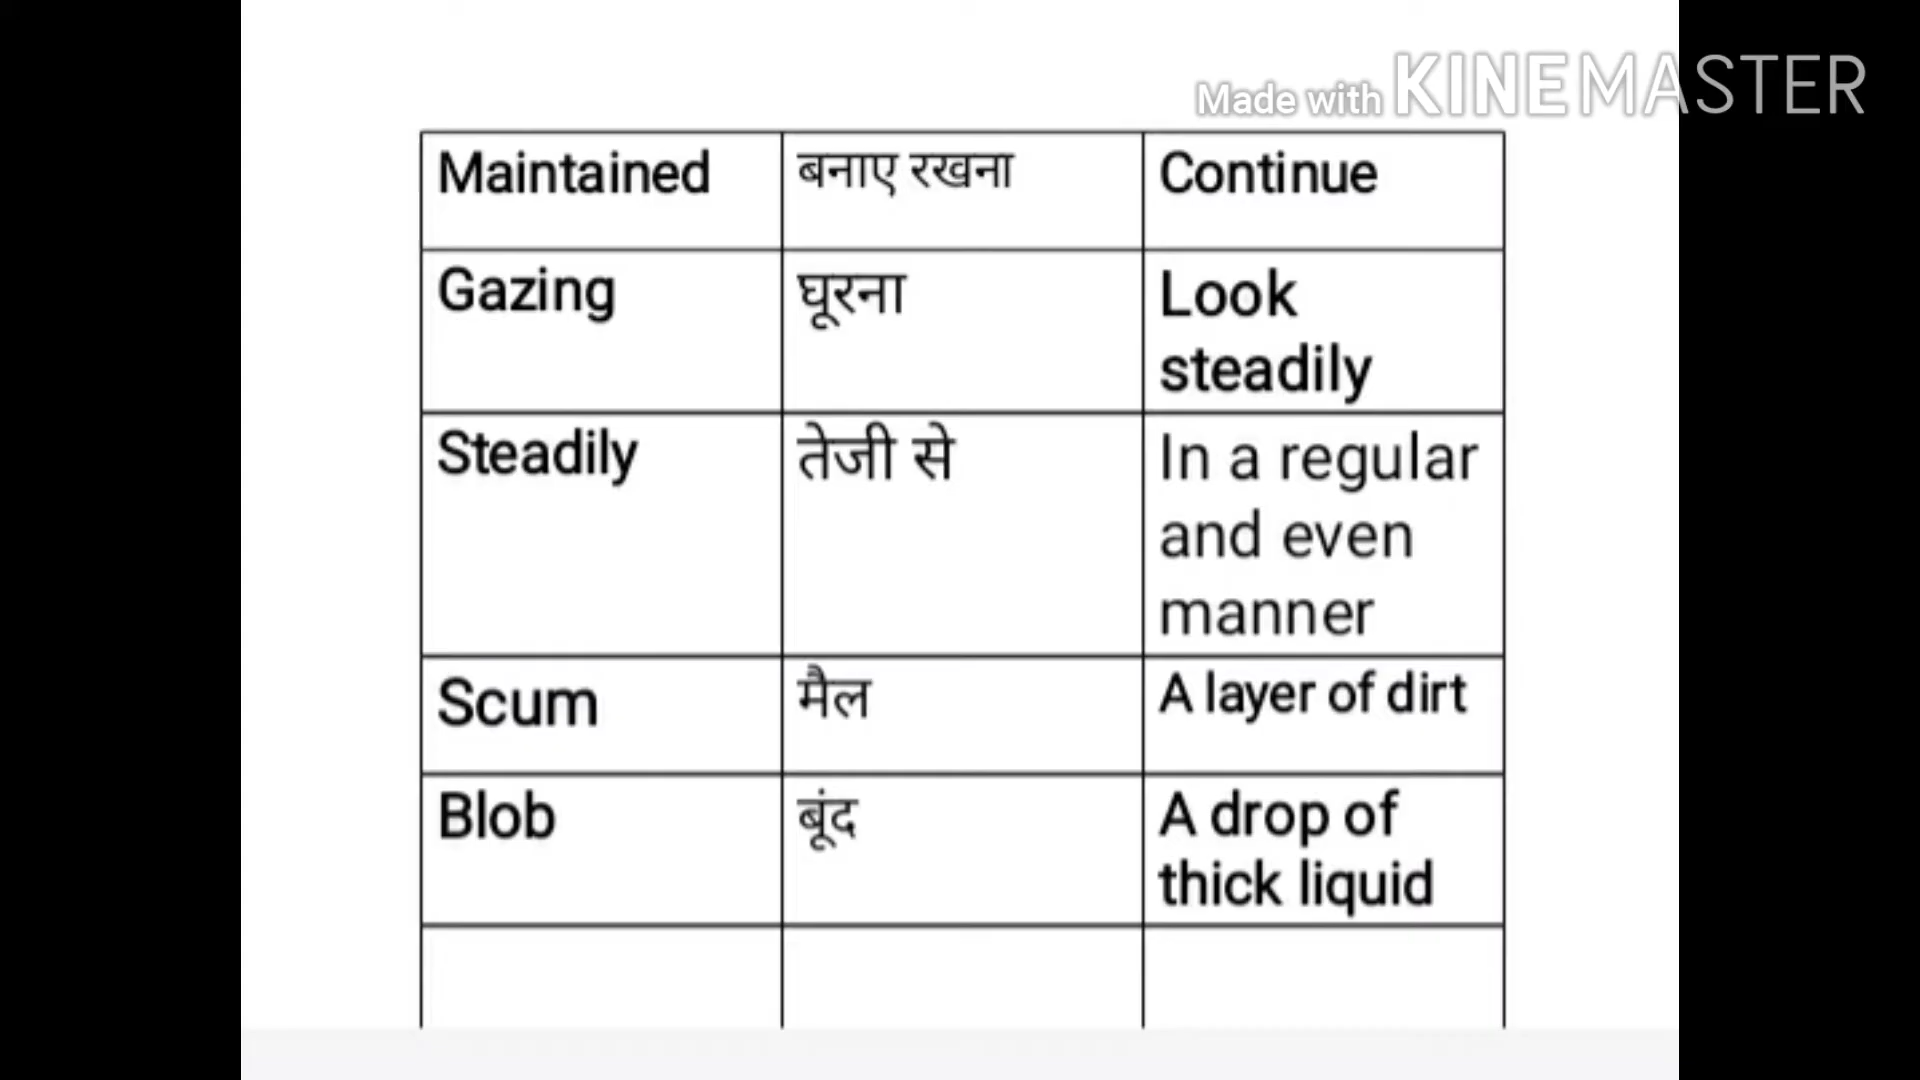 Made with KINEMASTER
Maintained बनाए रखना Continue
Gazing घूरना Look
steadily
Steadily तेजी से In a regular
and even
manner
Scum मैल A layer of dirt
Blob बूंद A drop of
thick liquid